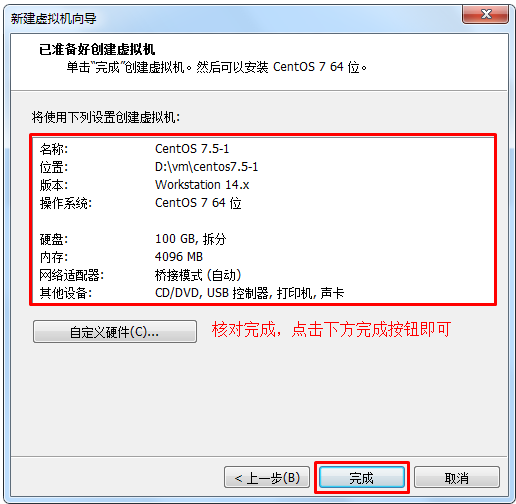 新建虚拟机向导
已准备好创建虚拟机
单击“完成”创建虚拟机。然后可以安装 CentOS 7 64 位。
将使用下列设置创建虚拟机:
名称: CentOS 7.5-1
位置: D:\vm\centos7.5-1
版本: Workstation 14.x
操作系统: CentOS 7 64 位
硬盘: 100 GB, 拆分
内存: 4096 MB
网络适配器: 桥接模式 (自动)
其他设备: CD/DVD, USB 控制器, 打印机, 声卡
自定义硬件(C)... 核对完成，点击下方完成按钮即可
< 上一步(B) 完成 取消